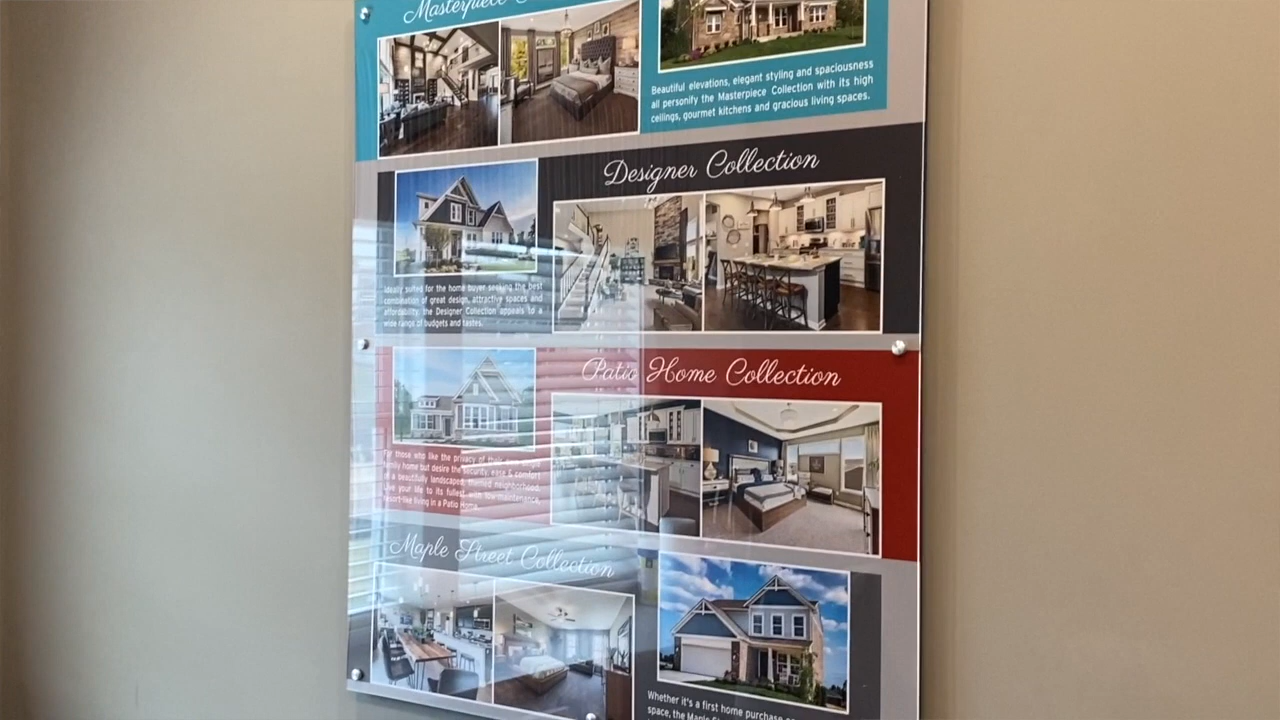 Masterpiece
Beautiful elevations, elegant styling and spaciousness
all personify the Masterpiece Collection with its high
ceilings, gourmet kitchens and gracious living spaces.
Designer Collection
Ideally suited for the home buyer seeking the best
combination of great design, attractive spaces and
affordability, the Designer Collection appeals to a
wide range of budgets and tastes.
Patio Home Collection
For those who like the privacy of their own single
family home but desire the security, ease & comfort
of a beautifully landscaped, themed neighborhood.
Live your life to its fullest with low-maintenance,
resort-like living in a Patio Home.
Maple Street Collection
Whether it's a first home purchase
space, the Maple